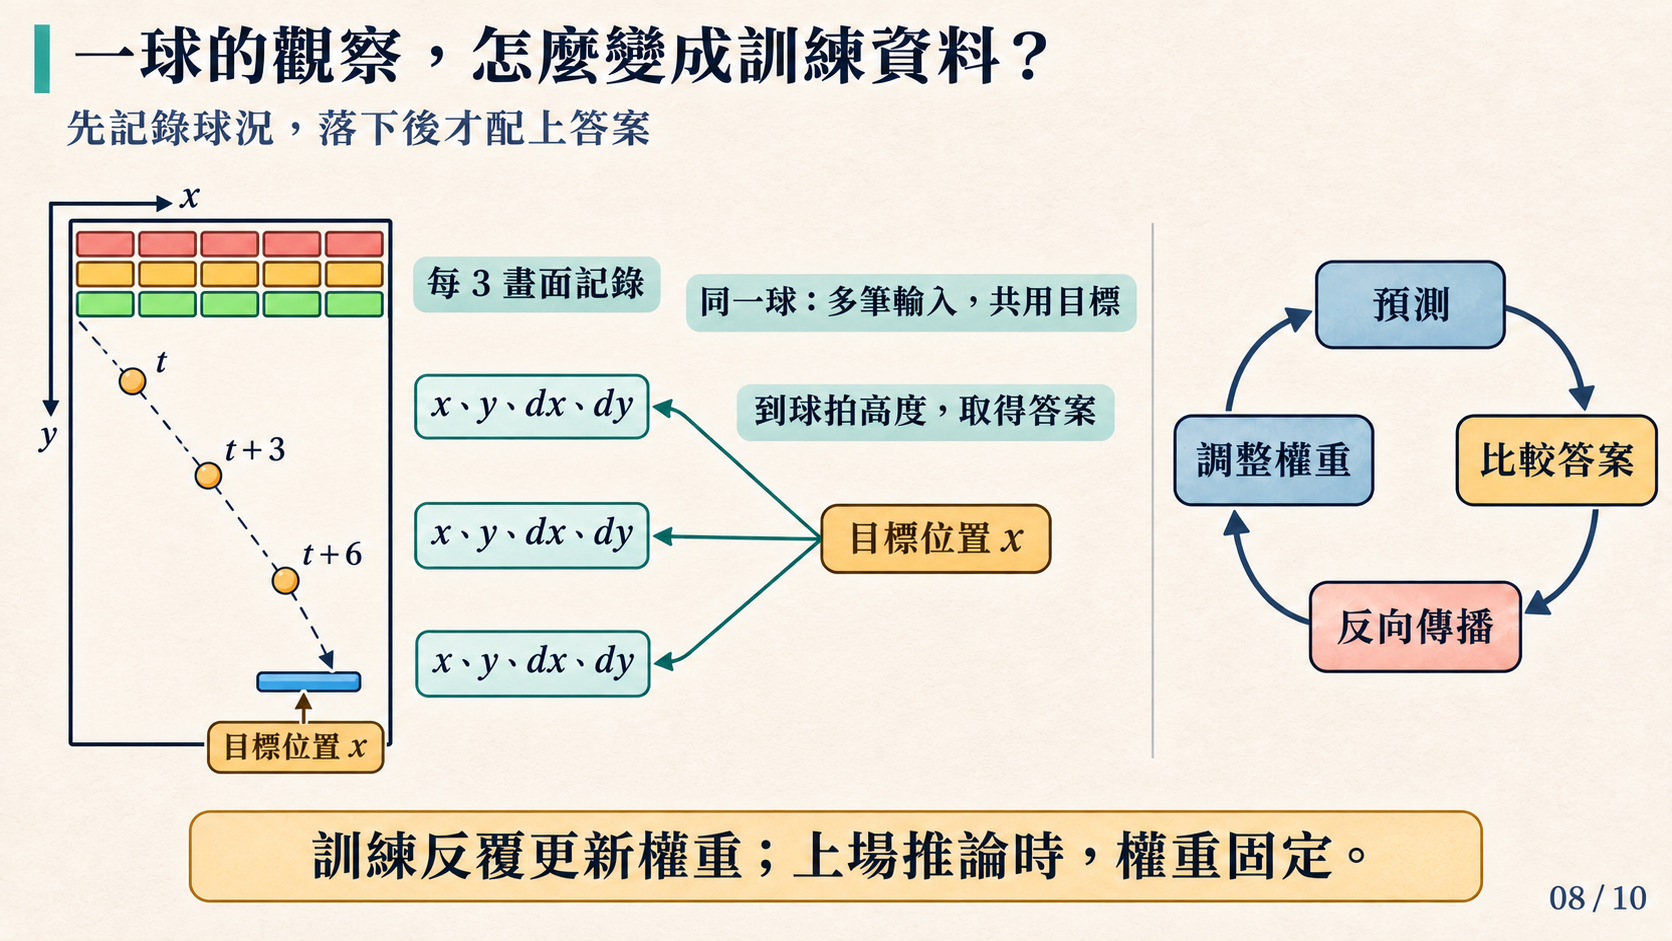 一球的觀察，怎麼變成訓練資料？
先記錄球況，落下後才配上答案
x
y
t
t+3
t+6
目標位置 x
每 3 畫面記錄
同一球：多筆輸入，共用目標
到球拍高度，取得答案
x、y、dx、dy
x、y、dx、dy
x、y、dx、dy
目標位置 x
預測
比較答案
反向傳播
調整權重
訓練反覆更新權重；上場推論時，權重固定。
08 / 10